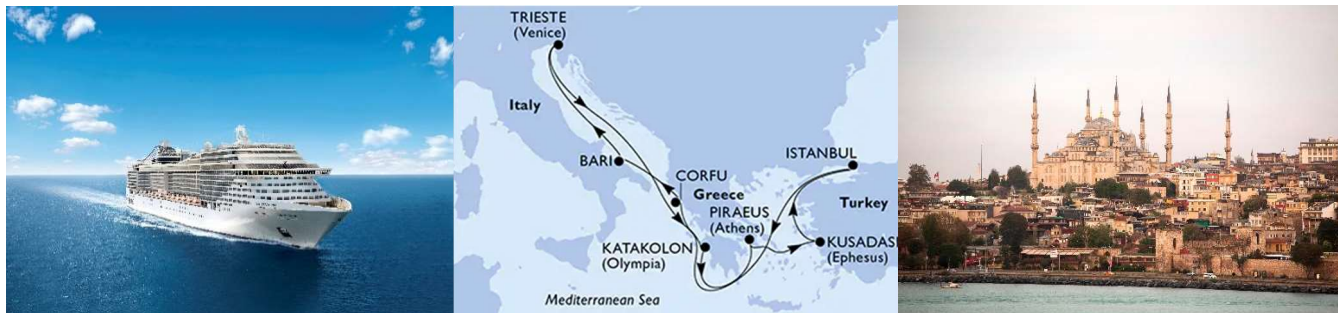 TRIESTE
(Venice)
Italy
BARI
ISTANBUL
CORFU
Greece
PIRAEUS
(Athens)
Turkey
KATAKOLON
(Olympia)
KUSADASI
(Ephesus)
Mediterranean Sea